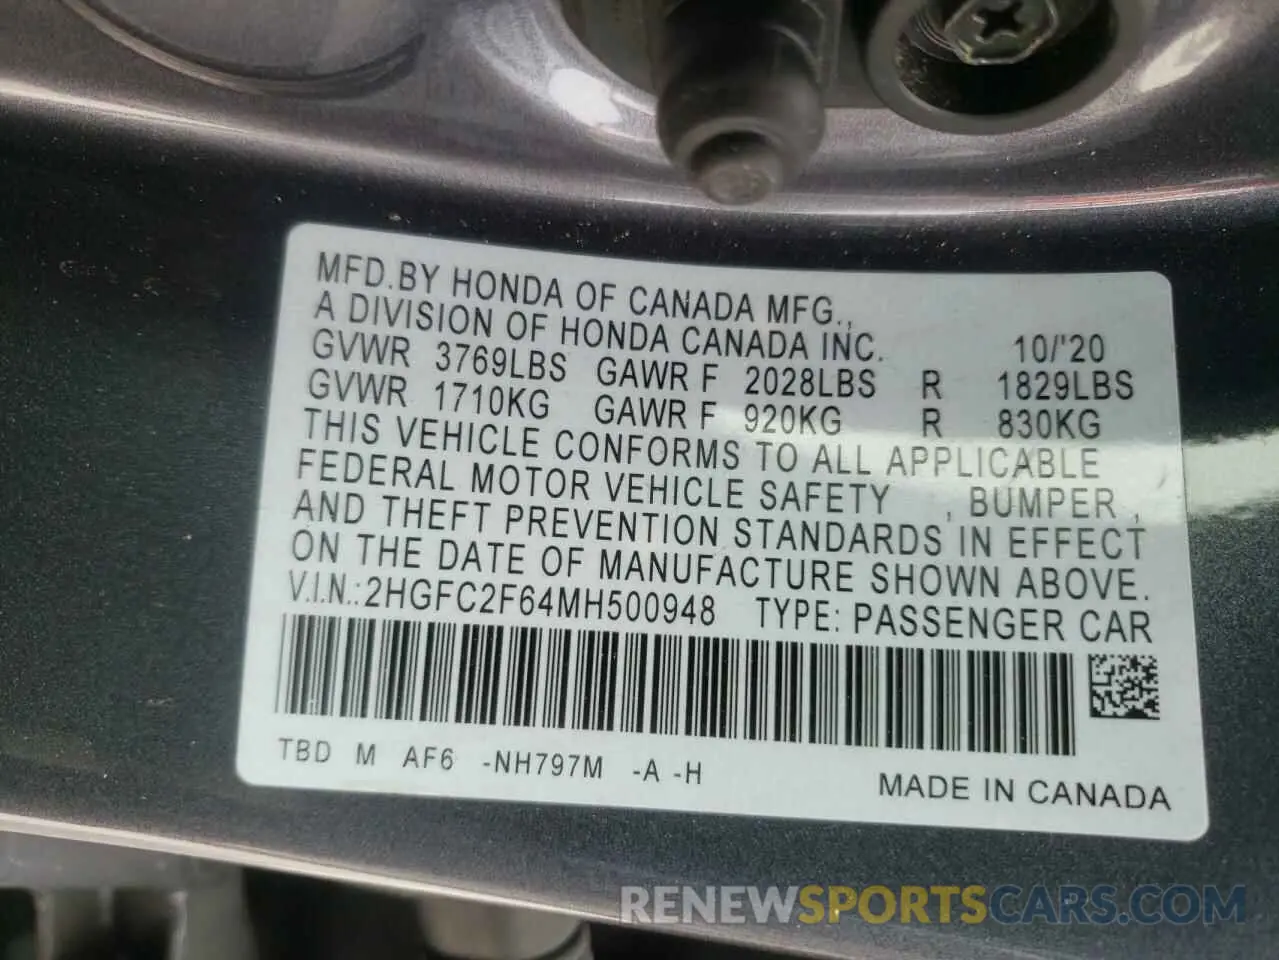 MFD.BY HONDA OF CANADA MFG.,
A DIVISION OF HONDA CANADA INC. 10/'20
GVWR 3769LBS GAWR F 2028LBS R 1829LBS
GVWR 1710KG GAWR F 920KG R 830KG
THIS VEHICLE CONFORMS TO ALL APPLICABLE
FEDERAL MOTOR VEHICLE SAFETY , BUMPER ,
AND THEFT PREVENTION STANDARDS IN EFFECT
ON THE DATE OF MANUFACTURE SHOWN ABOVE.
V.I.N.:2HGFC2F64MH500948 TYPE: PASSENGER CAR
TBD M AF6 -NH797M -A -H
MADE IN CANADA
RENEWSPORTSCARS.COM